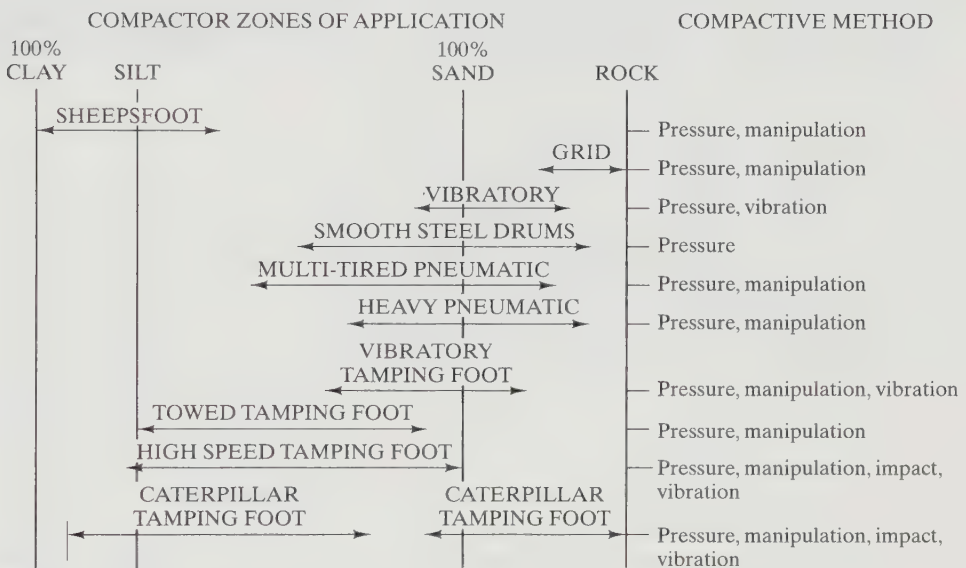 COMPACTOR ZONES OF APPLICATION COMPACTIVE METHOD
100% 100%
CLAY SILT SAND ROCK
SHEEPSFOOT Pressure, manipulation
GRID Pressure, manipulation
VIBRATORY Pressure, vibration
SMOOTH STEEL DRUMS Pressure
MULTI-TIRED PNEUMATIC Pressure, manipulation
HEAVY PNEUMATIC Pressure, manipulation
VIBRATORY
TAMPING FOOT Pressure, manipulation, vibration
TOWED TAMPING FOOT Pressure, manipulation
HIGH SPEED TAMPING FOOT Pressure, manipulation, impact,
vibration
CATERPILLAR CATERPILLAR
TAMPING FOOT TAMPING FOOT Pressure, manipulation, impact,
vibration